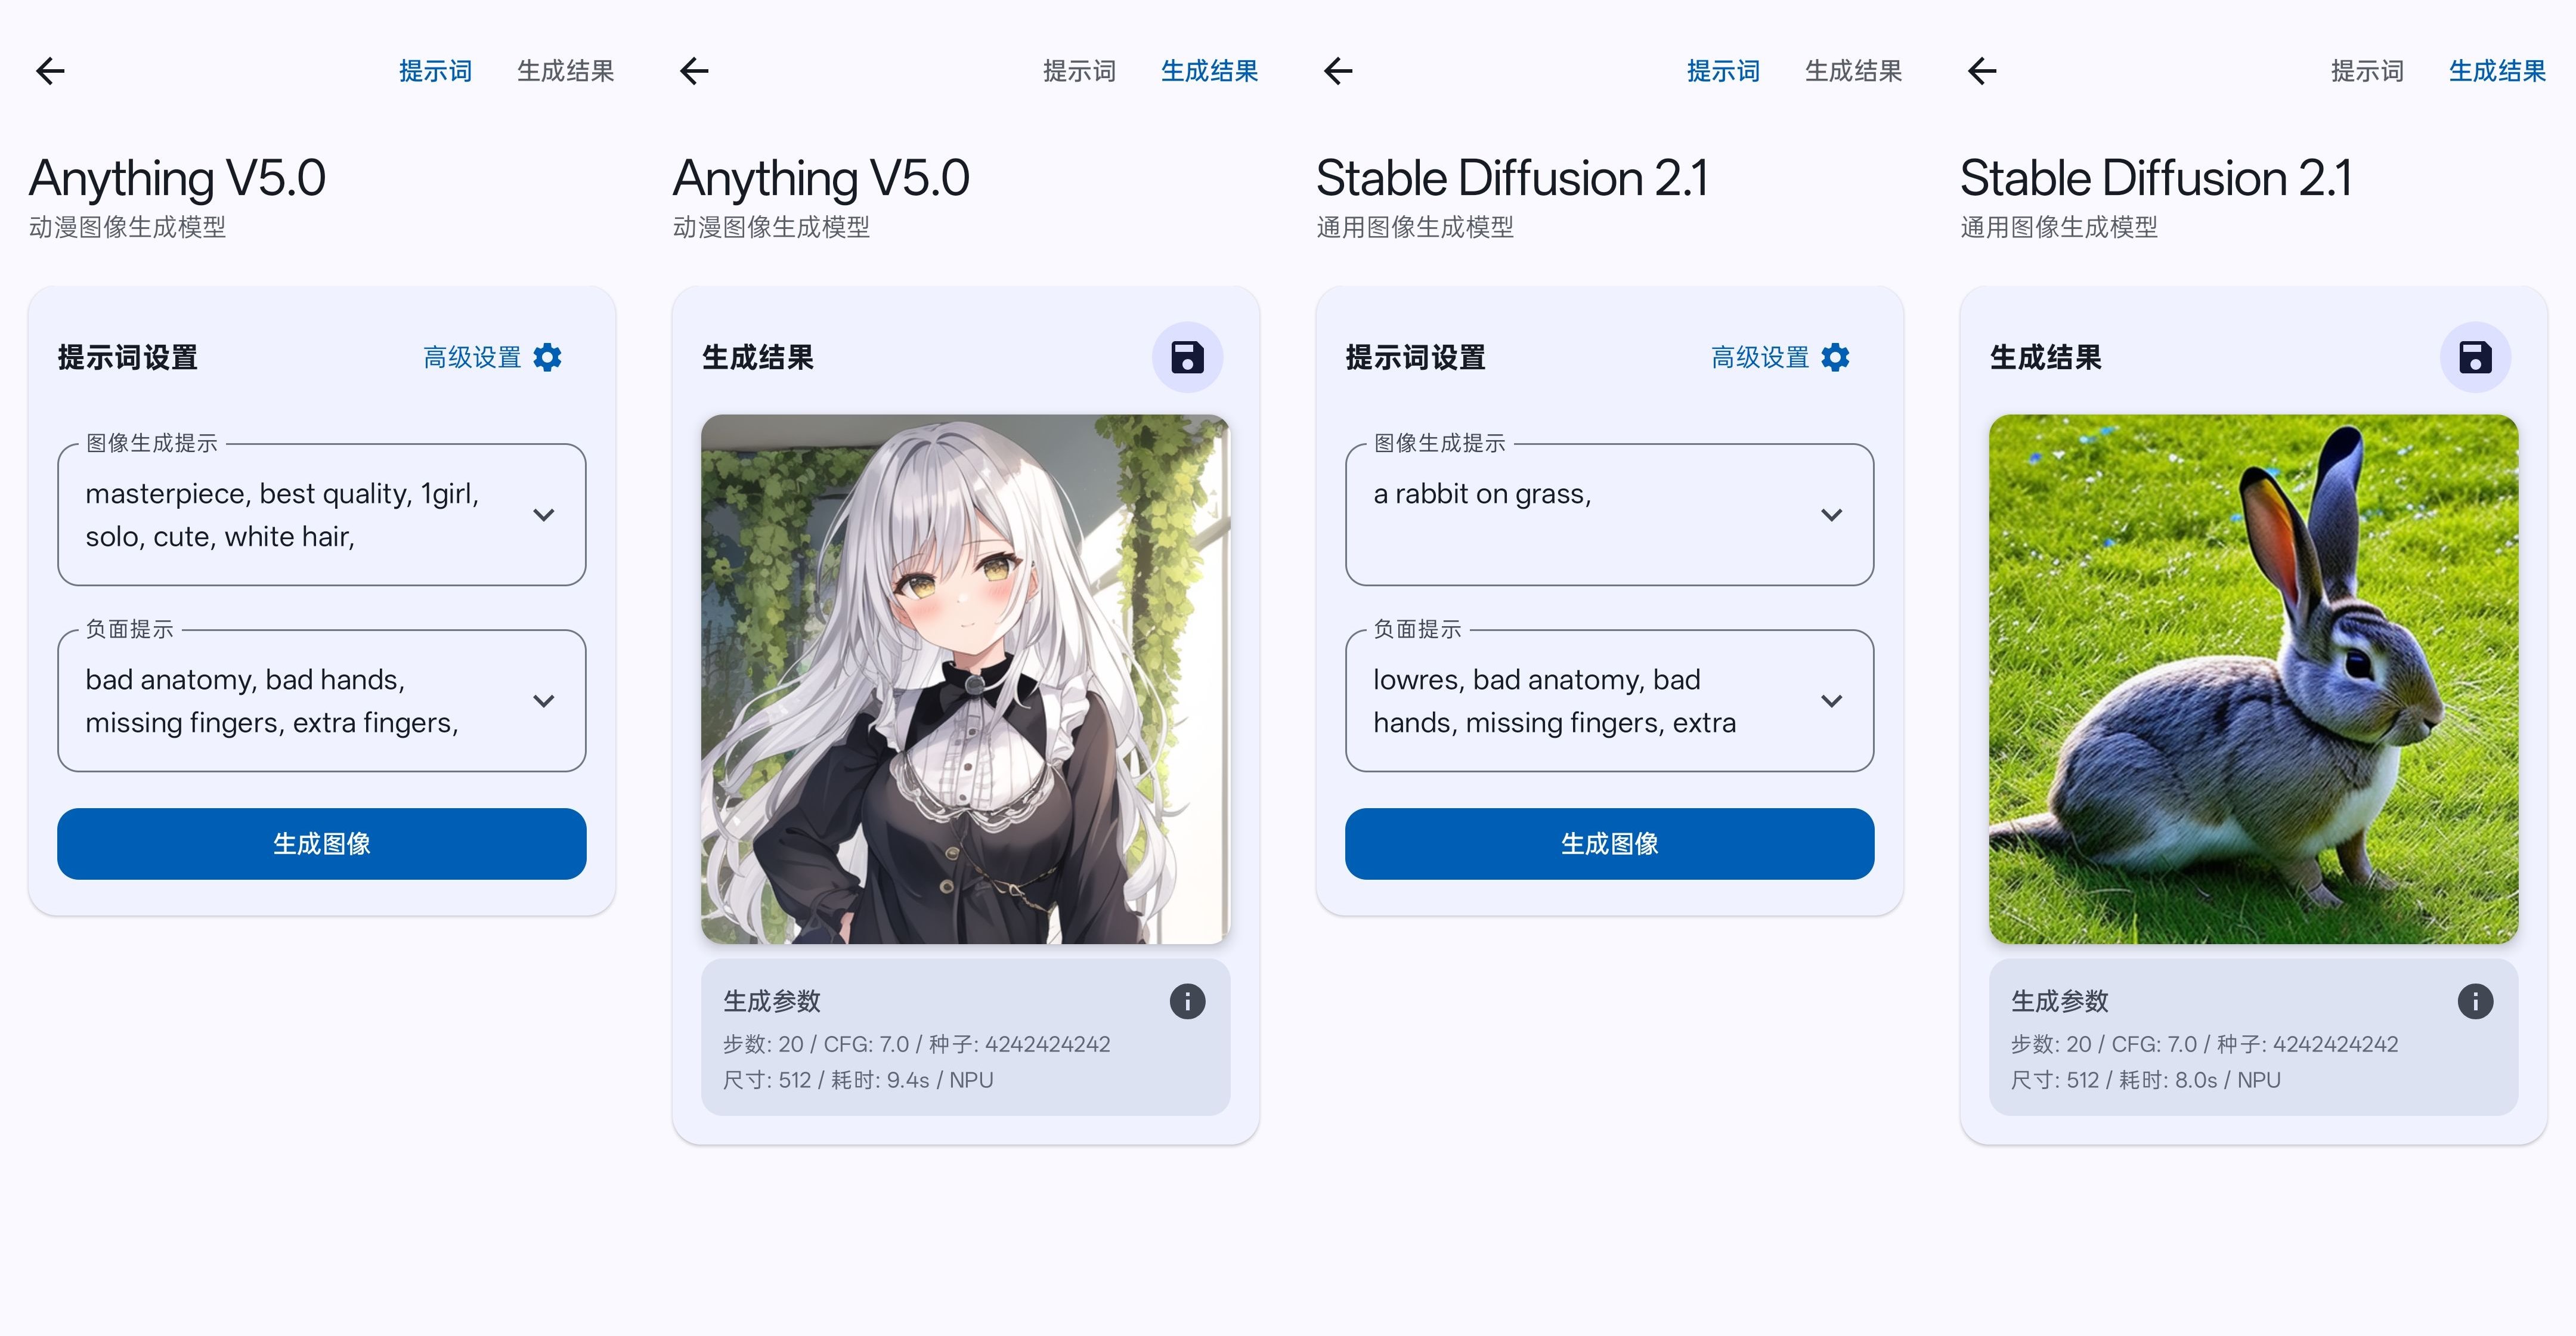 提示词 生成结果
Anything V5.0
动漫图像生成模型
提示词设置 高级设置
图像生成提示
masterpiece, best quality, 1girl,
solo, cute, white hair,
负面提示
bad anatomy, bad hands,
missing fingers, extra fingers,
生成图像
提示词 生成结果
Anything V5.0
动漫图像生成模型
生成结果
生成参数
步数: 20 / CFG: 7.0 / 种子: 4242424242
尺寸: 512 / 耗时: 9.4s / NPU
提示词 生成结果
Stable Diffusion 2.1
通用图像生成模型
提示词设置 高级设置
图像生成提示
a rabbit on grass,
负面提示
lowres, bad anatomy, bad
hands, missing fingers, extra
生成图像
提示词 生成结果
Stable Diffusion 2.1
通用图像生成模型
生成结果
生成参数
步数: 20 / CFG: 7.0 / 种子: 4242424242
尺寸: 512 / 耗时: 8.0s / NPU